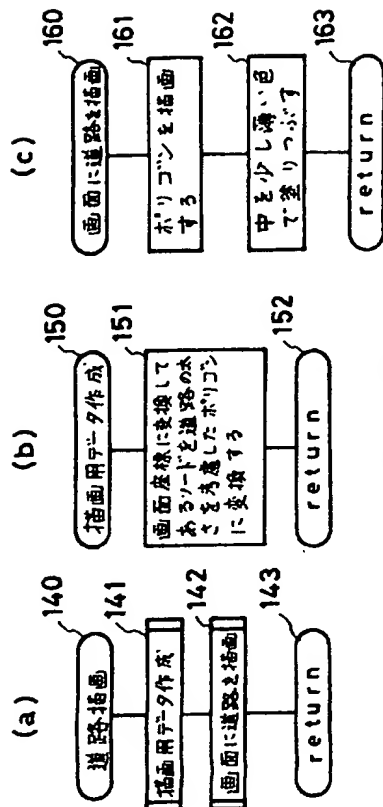 (a)
140
道路描画
141
描画用データ作成
142
画面に道路を描画
143
return
(b)
150
描画用データ作成
151
画面座標に変換して
あるノードを道路の太
さを考慮したポリゴン
に変換する
152
return
(c)
160
画面に道路を描画
161
ポリゴンを描画
する
162
中を少し薄い色
で塗りつぶす
163
return